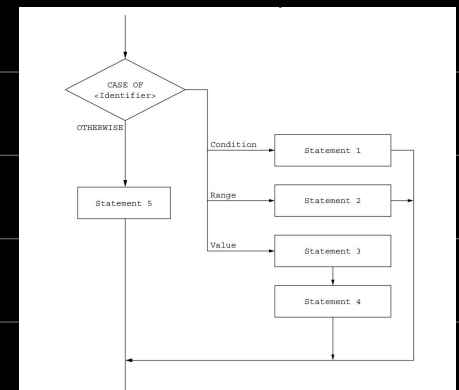 CASE OF
<Identifier>
OTHERWISE
Condition
Statement 1
Range
Statement 2
Statement 5
Value
Statement 3
Statement 4